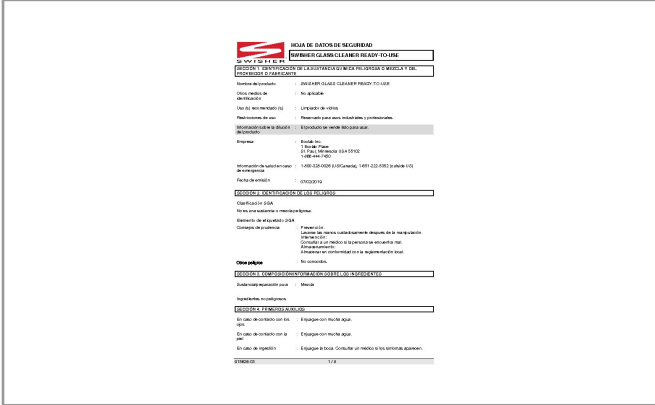 SWISHER
HOJA DE DATOS DE SEGURIDAD
SWISHER GLASS CLEANER READY-TO-USE
SECCIÓN 1. IDENTIFICACIÓN DE LA SUSTANCIA QUÍMICA PELIGROSA O MEZCLA Y DEL
PROVEEDOR O FABRICANTE
Nombre del producto : SWISHER GLASS CLEANER READY-TO-USE
Otros medios de : No aplicable
identificación
Uso (s) recomendado (s) : Limpiador de vidrios.
Restricciones de uso : Reservado para usos industriales y profesionales.
Información sobre la dilución : El producto se vende listo para usar.
del producto
Empresa : Ecolab Inc.
1 Ecolab Place
St. Paul, Minnesota USA 55102
1-866-444-7450
Información de salud en caso : 1-800-328-0026 (US/Canada), 1-651-222-5352 (outside US)
de emergencia
Fecha de emisión : 07/02/2019
SECCIÓN 2. IDENTIFICACIÓN DE LOS PELIGROS
Clasificación SGA
No es una sustancia o mezcla peligrosa.
Elemento de etiquetado SGA
Consejos de prudencia : Prevención:
Lavarse las manos cuidadosamente después de la manipulación.
Intervención:
Consultar a un médico si la persona se encuentra mal.
Almacenamiento:
Almacenar en conformidad con la reglamentación local.
Otros peligros : No conocidos.
SECCIÓN 3. COMPOSICIÓN/INFORMACIÓN SOBRE LOS INGREDIENTES
Sustancia/preparación pura : Mezcla
Ingredientes no peligrosos
SECCIÓN 4. PRIMEROS AUXILIOS
En caso de contacto con los : Enjuague con mucha agua.
ojos
En caso de contacto con la : Enjuague con mucha agua.
piel
En caso de ingestión : Enjuague la boca. Consultar un médico si los síntomas aparecen.